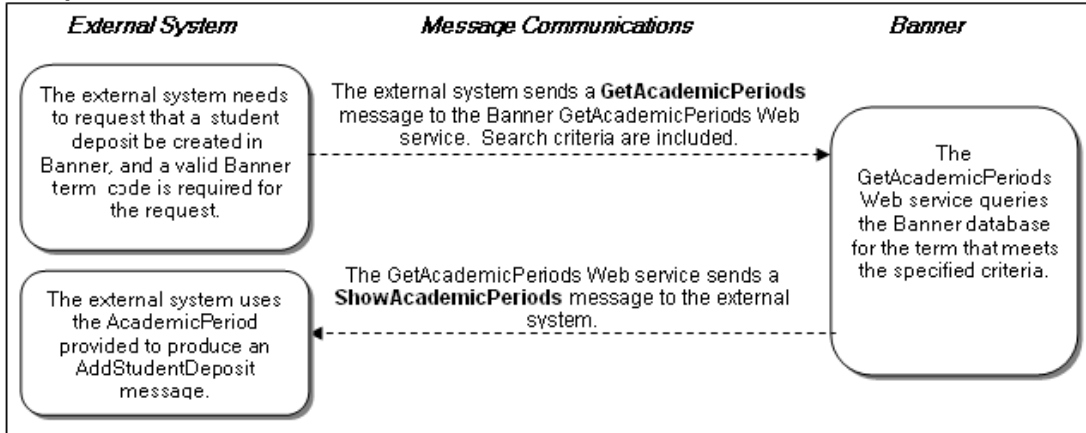 External System
Message Communications
Banner
The external system needs
to request that a student
deposit be created in
Banner, and a valid Banner
term code is required for
the request.
The external system sends a GetAcademicPeriods
message to the Banner GetAcademicPeriods Web
service. Search criteria are included.
The
GetAcademicPeriods
Web service queries
the Banner database
for the term that meets
the specified criteria.
The GetAcademicPeriods Web service sends a
ShowAcademicPeriods message to the external
system.
The external system uses
the AcademicPeriod
provided to produce an
AddStudentDeposit
message.